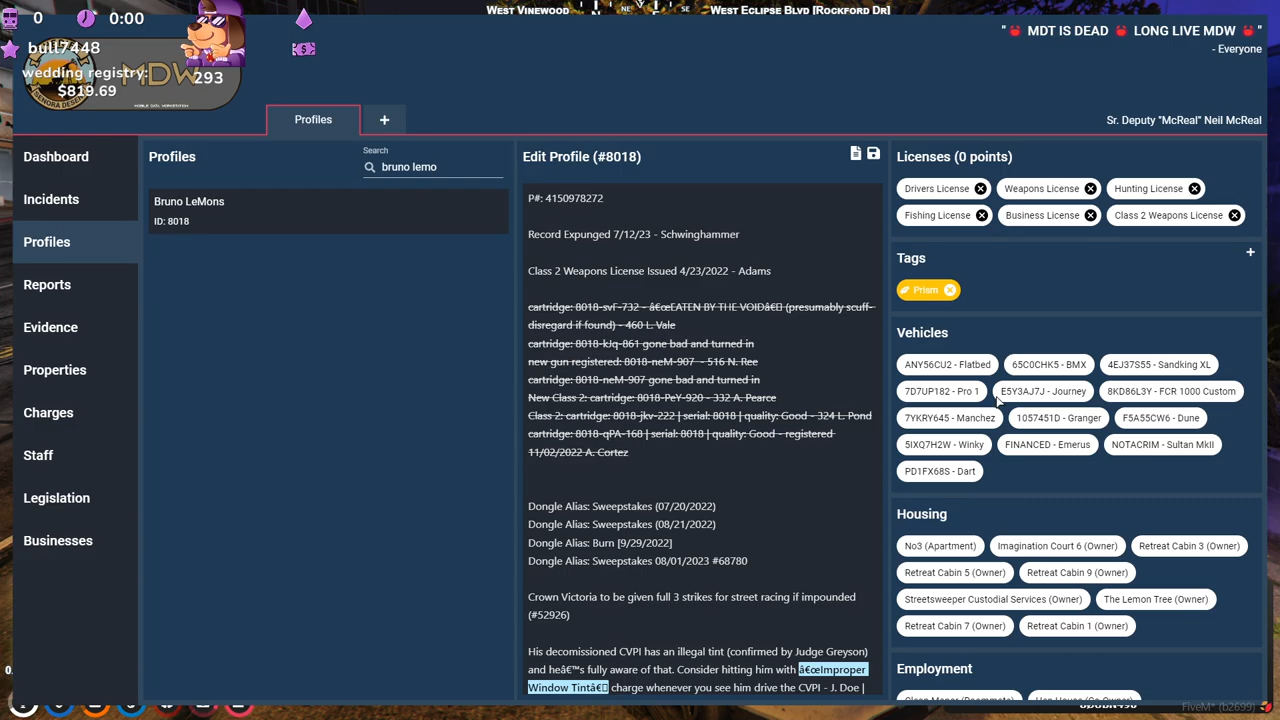 West Vinewood
NE
SE
West Eclipse Blvd [Rockford Dr]
0
0:00
bull7448
wedding registry:
$819.69
293
MDW
MOBILE DATA WORKSTATION
" MDT IS DEAD LONG LIVE MDW "
- Everyone
Profiles
+
Sr. Deputy "McReal" Neil McReal
Dashboard
Incidents
Profiles
Reports
Evidence
Properties
Charges
Staff
Legislation
Businesses
Profiles
Search
bruno lemo
Bruno LeMons
ID: 8018
Edit Profile (#8018)
P#: 4150978272
Record Expunged 7/12/23 - Schwinghammer
Class 2 Weapons License Issued 4/23/2022 - Adams
cartridge: 8018-svF-732 - â€œEATEN BY THE VOIDâ€ (presumably scuff-
disregard if found) - 460 L. Vale
cartridge: 8018-kJq-861 gone bad and turned in
new gun registered: 8018-neM-907 - 516 N. Ree
cartridge: 8018-neM-907 gone bad and turned in
New Class 2: cartridge: 8018-PeY-920 - 332 A. Pearce
Class 2: cartridge: 8018-jkv-222 | serial: 8018 | quality: Good - 324 L. Pond
cartridge: 8018-qPA-168 | serial: 8018 | quality: Good - registered
11/02/2022 A. Cortez
Dongle Alias: Sweepstakes (07/20/2022)
Dongle Alias: Sweepstakes (08/21/2022)
Dongle Alias: Burn [9/29/2022]
Dongle Alias: Sweepstakes 08/01/2023 #68780
Crown Victoria to be given full 3 strikes for street racing if impounded
(#52926)
His decomissioned CVPI has an illegal tint (confirmed by Judge Greyson)
and heâ€™s fully aware of that. Consider hitting him with â€œImproper
Window Tintâ€ charge whenever you see him drive the CVPI - J. Doe |
Licenses (0 points)
Drivers License
Weapons License
Hunting License
Fishing License
Business License
Class 2 Weapons License
Tags
+
Prism
Vehicles
ANY56CU2 - Flatbed
65C0CHK5 - BMX
4EJ37S55 - Sandking XL
7D7UP182 - Pro 1
E5Y3AJ7J - Journey
8KD86L3Y - FCR 1000 Custom
7YKRY645 - Manchez
1057451D - Granger
F5A55CW6 - Dune
5IXQ7H2W - Winky
FINANCED - Emerus
NOTACRIM - Sultan MkII
PD1FX68S - Dart
Housing
No3 (Apartment)
Imagination Court 6 (Owner)
Retreat Cabin 3 (Owner)
Retreat Cabin 5 (Owner)
Retreat Cabin 9 (Owner)
Streetsweeper Custodial Services (Owner)
The Lemon Tree (Owner)
Retreat Cabin 7 (Owner)
Retreat Cabin 1 (Owner)
Employment
FiveM* (b2699)